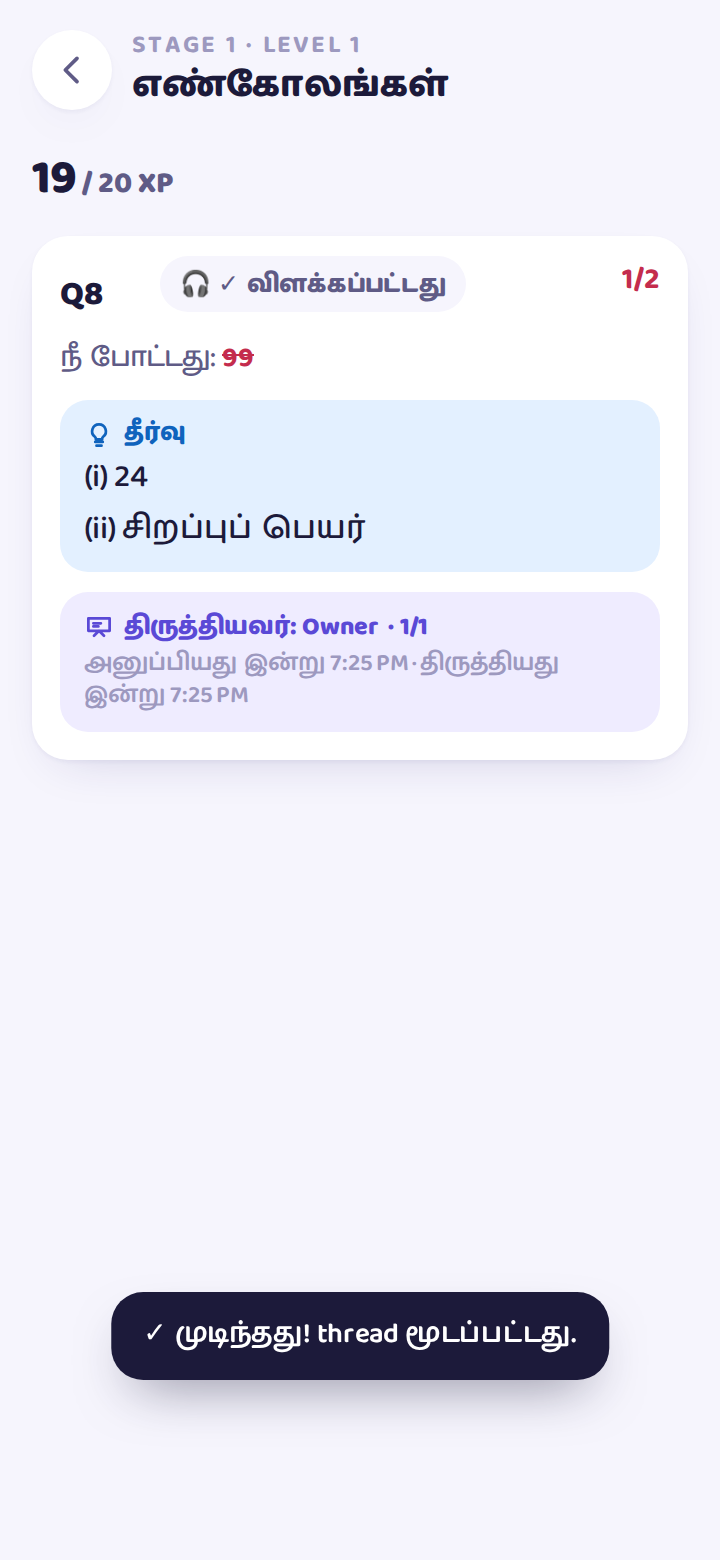 STAGE 1 · LEVEL 1
எண்கோலங்கள்
19 / 20 XP
Q8
✓ விளக்கப்பட்டது
1/2
நீ போட்டது: 99
தீர்வு
(i) 24
(ii) சிறப்புப் பெயர்
திருத்தியவர்: Owner · 1/1
அனுப்பியது இன்று 7:25 PM · திருத்தியது
இன்று 7:25 PM
✓ முடிந்தது! thread மூடப்பட்டது.